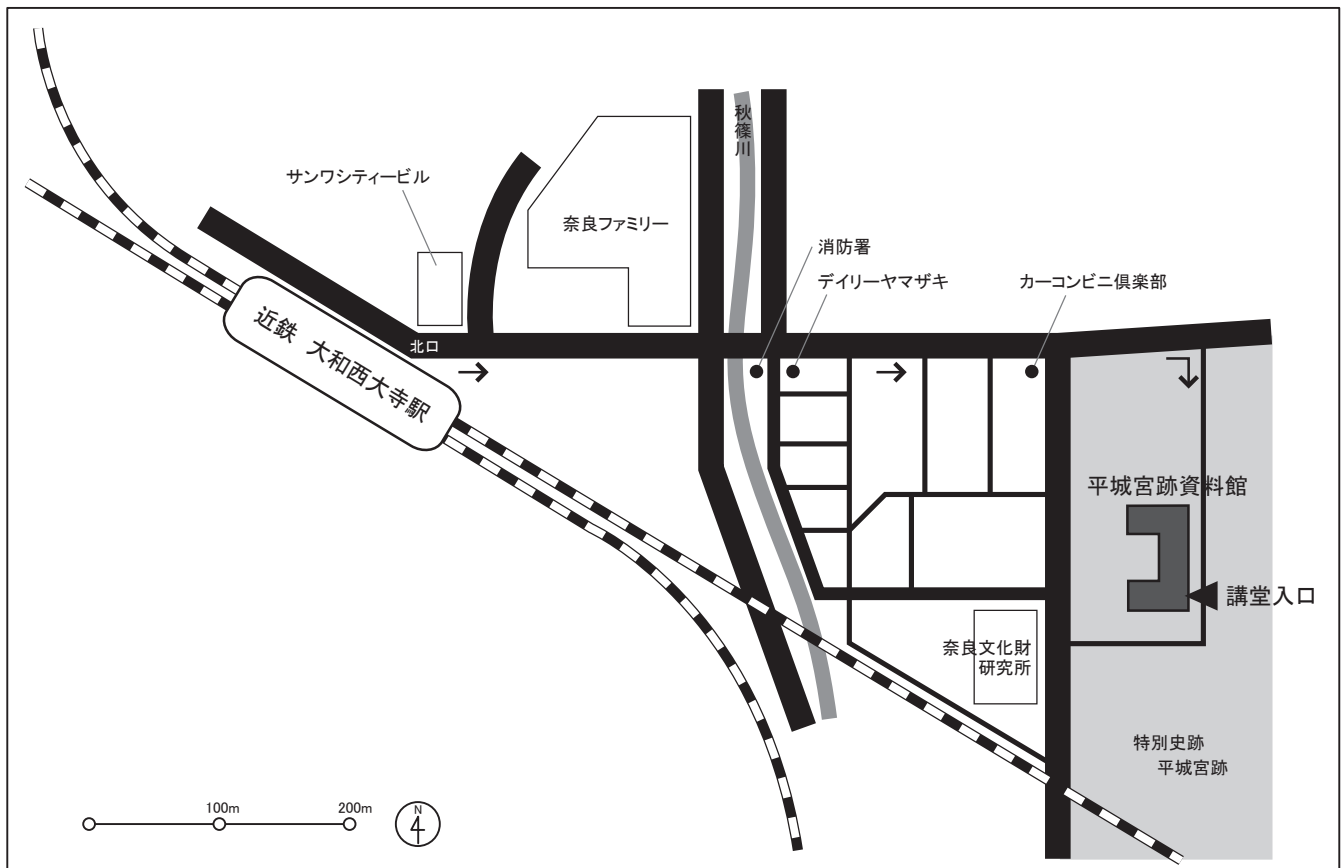 秋篠川
サンワシティービル
奈良ファミリー
消防署
デイリーヤマザキ
カーコンビニ倶楽部
近鉄 大和西大寺駅
北口
平城宮跡資料館
講堂入口
奈良文化財
研究所
特別史跡
平城宮跡
100m
200m
N